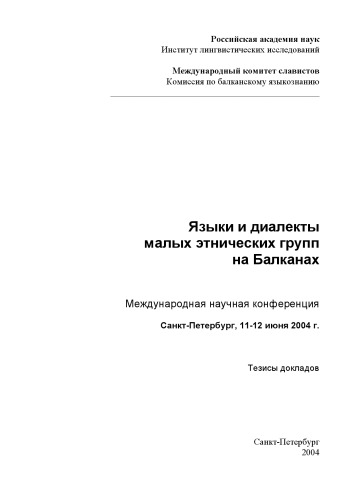 Российская академия наук
Институт лингвистических исследований
Международный комитет славистов
Комиссия по балканскому языкознанию
Языки и диалекты
малых этнических групп
на Балканах
Международная научная конференция
Санкт-Петербург, 11-12 июня 2004 г.
Тезисы докладов
Санкт-Петербург
2004